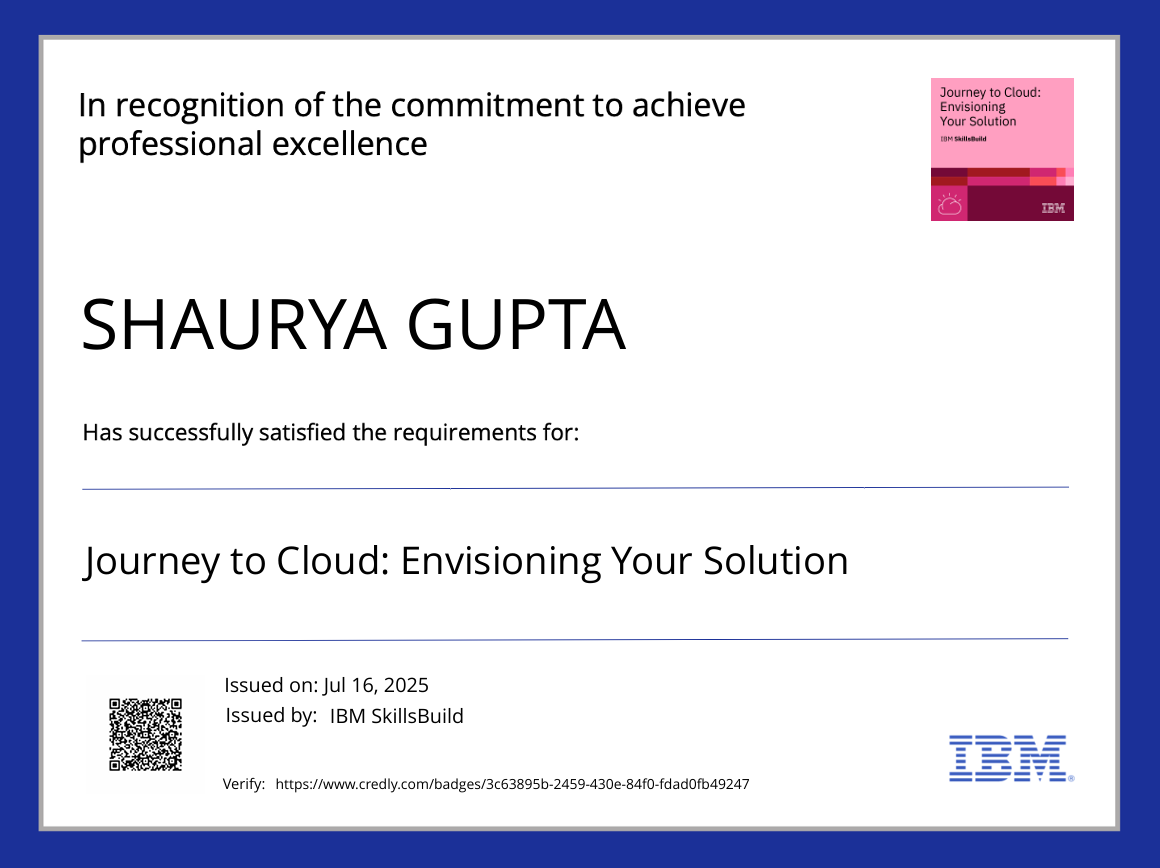 In recognition of the commitment to achieve
professional excellence
Journey to Cloud:
Envisioning
Your Solution
IBM SkillsBuild
IBM
SHAURYA GUPTA
Has successfully satisfied the requirements for:
Journey to Cloud: Envisioning Your Solution
Issued on: Jul 16, 2025
Issued by: IBM SkillsBuild
IBM®
Verify: https://www.credly.com/badges/3c63895b-2459-430e-84f0-fdad0fb49247